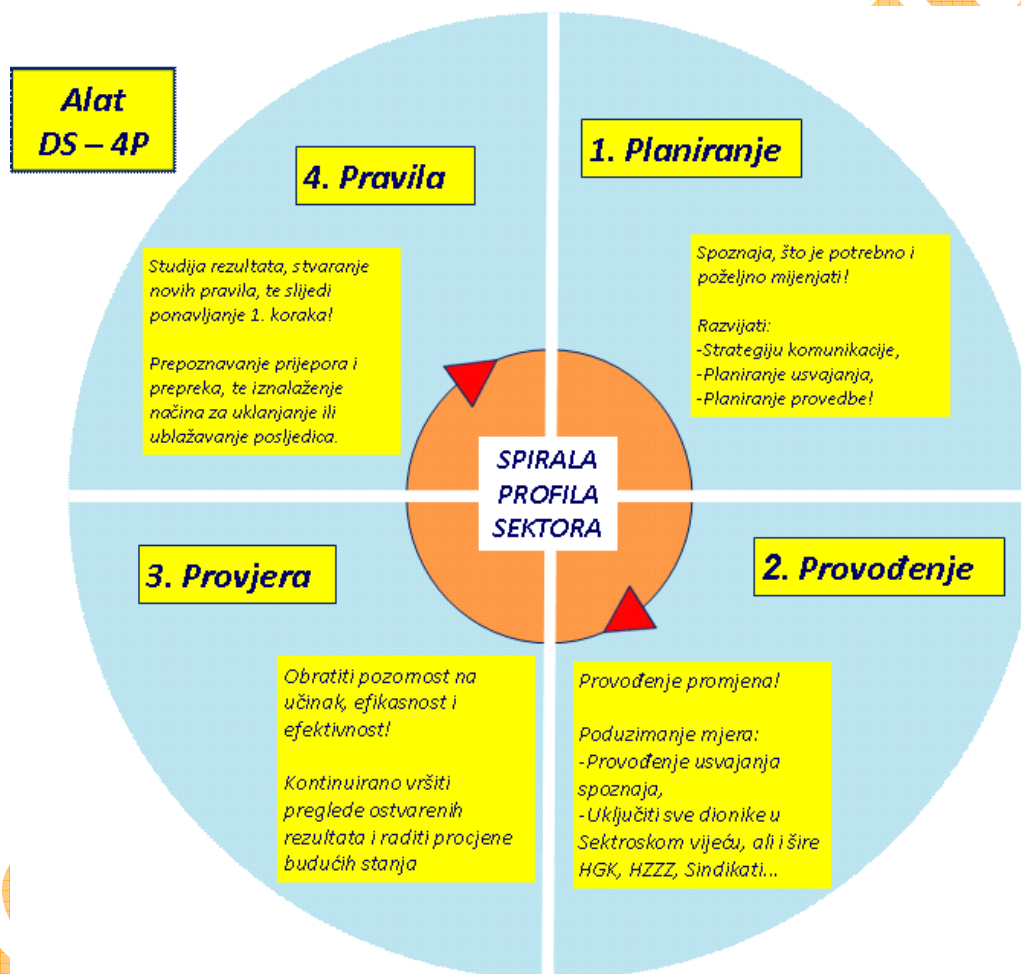 Alat
DS – 4P
1. Planiranje
Spoznaja, što je potrebno i
poželjno mijenjati!
Razvijati:
-Strategiju komunikacije,
-Planiranje usvajanja,
-Planiranje provedbe!
2. Provođenje
Provođenje promjena!
Poduzimanje mjera:
-Provođenje usvajanja
spoznaja,
-Uključiti sve dionike u
Sektroskom vijeću, ali i šire
HGK, HZZZ, Sindikati...
3. Provjera
Obratiti pozornost na
učinak, efikasnost i
efektivnost!
Kontinuirano vršiti
preglede ostvarenih
rezultata i raditi procjene
budućih stanja
4. Pravila
Studija rezultata, stvaranje
novih pravila, te slijedi
ponavljanje 1. koraka!
Prepoznavanje prijepora i
prepreka, te iznalaženje
načina za uklanjanje ili
ublažavanje posljedica.
SPIRALA
PROFILA
SEKTORA